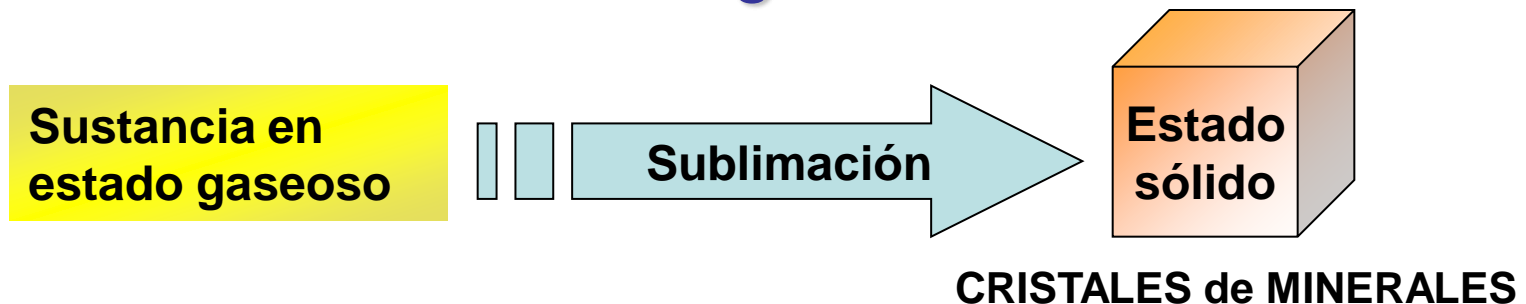 Sustancia en
estado gaseoso
Sublimación
Estado
sólido
CRISTALES de MINERALES